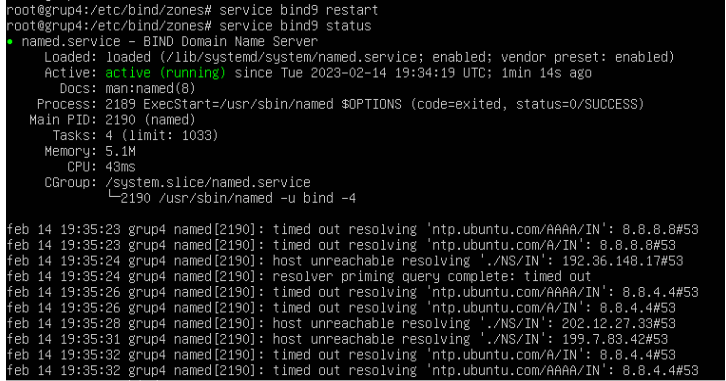 root@grup4:/etc/bind/zones# service bind9 restart
root@grup4:/etc/bind/zones# service bind9 status
• named.service - BIND Domain Name Server
Loaded: loaded (/lib/systemd/system/named.service; enabled; vendor preset: enabled)
Active: active (running) since Tue 2023-02-14 19:34:19 UTC; 1min 14s ago
Docs: man:named(8)
Process: 2189 ExecStart=/usr/sbin/named $OPTIONS (code=exited, status=0/SUCCESS)
Main PID: 2190 (named)
Tasks: 4 (limit: 1033)
Memory: 5.1M
CPU: 43ms
CGroup: /system.slice/named.service
└─2190 /usr/sbin/named -u bind -4
feb 14 19:35:23 grup4 named[2190]: timed out resolving 'ntp.ubuntu.com/AAAA/IN': 8.8.8.8#53
feb 14 19:35:23 grup4 named[2190]: timed out resolving 'ntp.ubuntu.com/A/IN': 8.8.8.8#53
feb 14 19:35:24 grup4 named[2190]: host unreachable resolving './NS/IN': 192.36.148.17#53
feb 14 19:35:24 grup4 named[2190]: resolver priming query complete: timed out
feb 14 19:35:26 grup4 named[2190]: timed out resolving 'ntp.ubuntu.com/AAAA/IN': 8.8.4.4#53
feb 14 19:35:26 grup4 named[2190]: timed out resolving 'ntp.ubuntu.com/A/IN': 8.8.4.4#53
feb 14 19:35:28 grup4 named[2190]: host unreachable resolving './NS/IN': 202.12.27.33#53
feb 14 19:35:31 grup4 named[2190]: host unreachable resolving './NS/IN': 199.7.83.42#53
feb 14 19:35:32 grup4 named[2190]: timed out resolving 'ntp.ubuntu.com/A/IN': 8.8.4.4#53
feb 14 19:35:32 grup4 named[2190]: timed out resolving 'ntp.ubuntu.com/AAAA/IN': 8.8.4.4#53